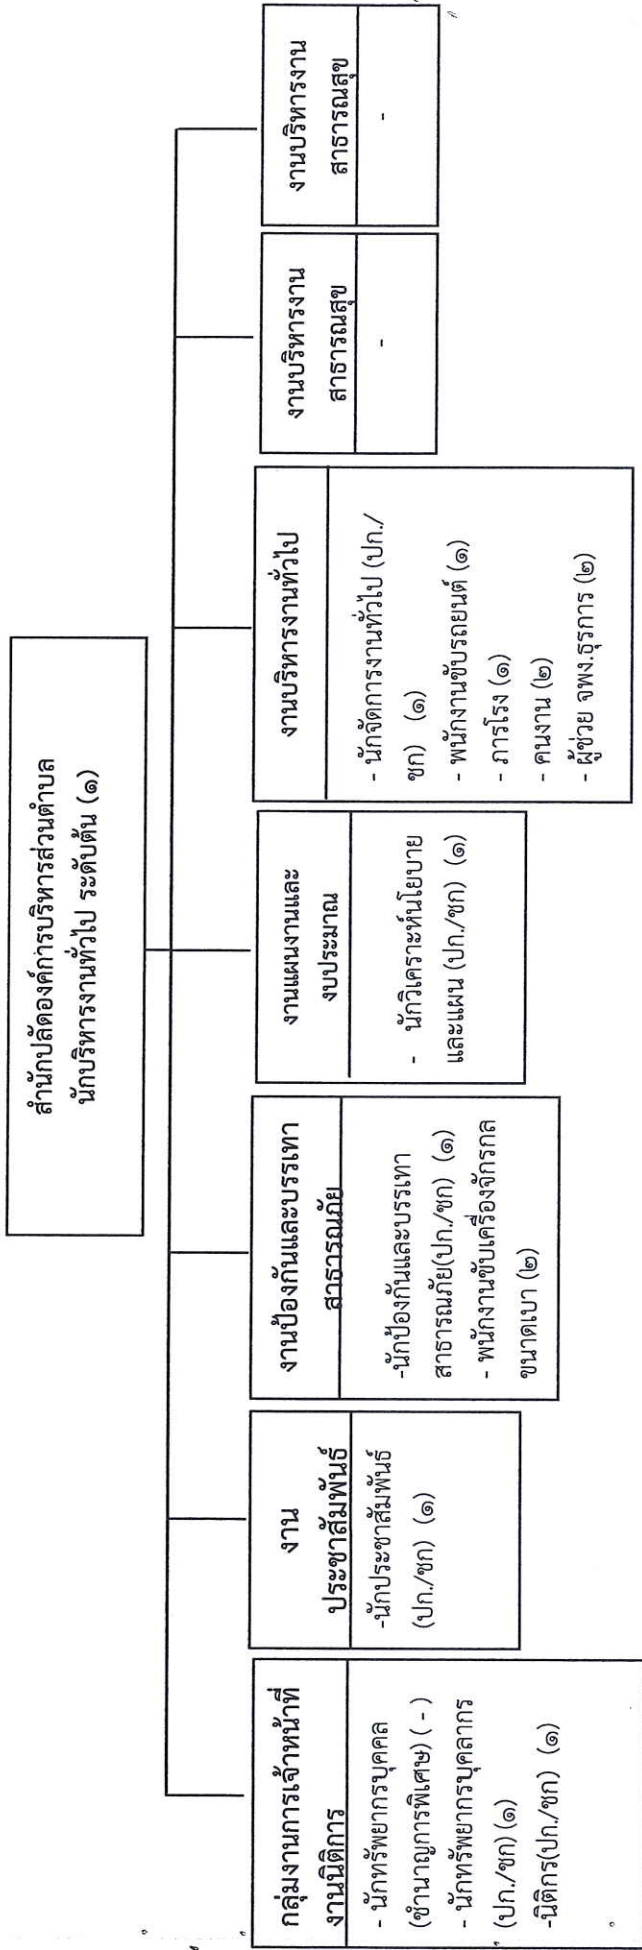 สำนักปลัดองค์การบริหารส่วนตำบล
นักบริหารงานทั่วไป ระดับต้น (๑)
กลุ่มงานการเจ้าหน้าที่
งานนิติการ
- นักทรัพยากรบุคคล
(ชำนาญการพิเศษ) ( - )
- นักทรัพยากรบุคลากร
(ปก./ชก) (๑)
-นิติกร(ปก./ชก) (๑)
งาน
ประชาสัมพันธ์
-นักประชาสัมพันธ์
(ปก./ชก) (๑)
งานป้องกันและบรรเทา
สาธารณภัย
-นักป้องกันและบรรเทา
สาธารณภัย(ปก./ชก) (๑)
- พนักงานขับเครื่องจักรกล
ขนาดเบา (๒)
งานแผนงานและ
งบประมาณ
- นักวิเคราะห์นโยบาย
และแผน (ปก./ชก) (๑)
งานบริหารงานทั่วไป
- นักจัดการงานทั่วไป (ปก./
ชก) (๑)
- พนักงานขับรถยนต์ (๑)
- ภารโรง (๑)
- คนงาน (๒)
- ผู้ช่วย จพง.ธุรการ (๒)
งานบริหารงาน
สาธารณสุข
-
งานบริหารงาน
สาธารณสุข
-